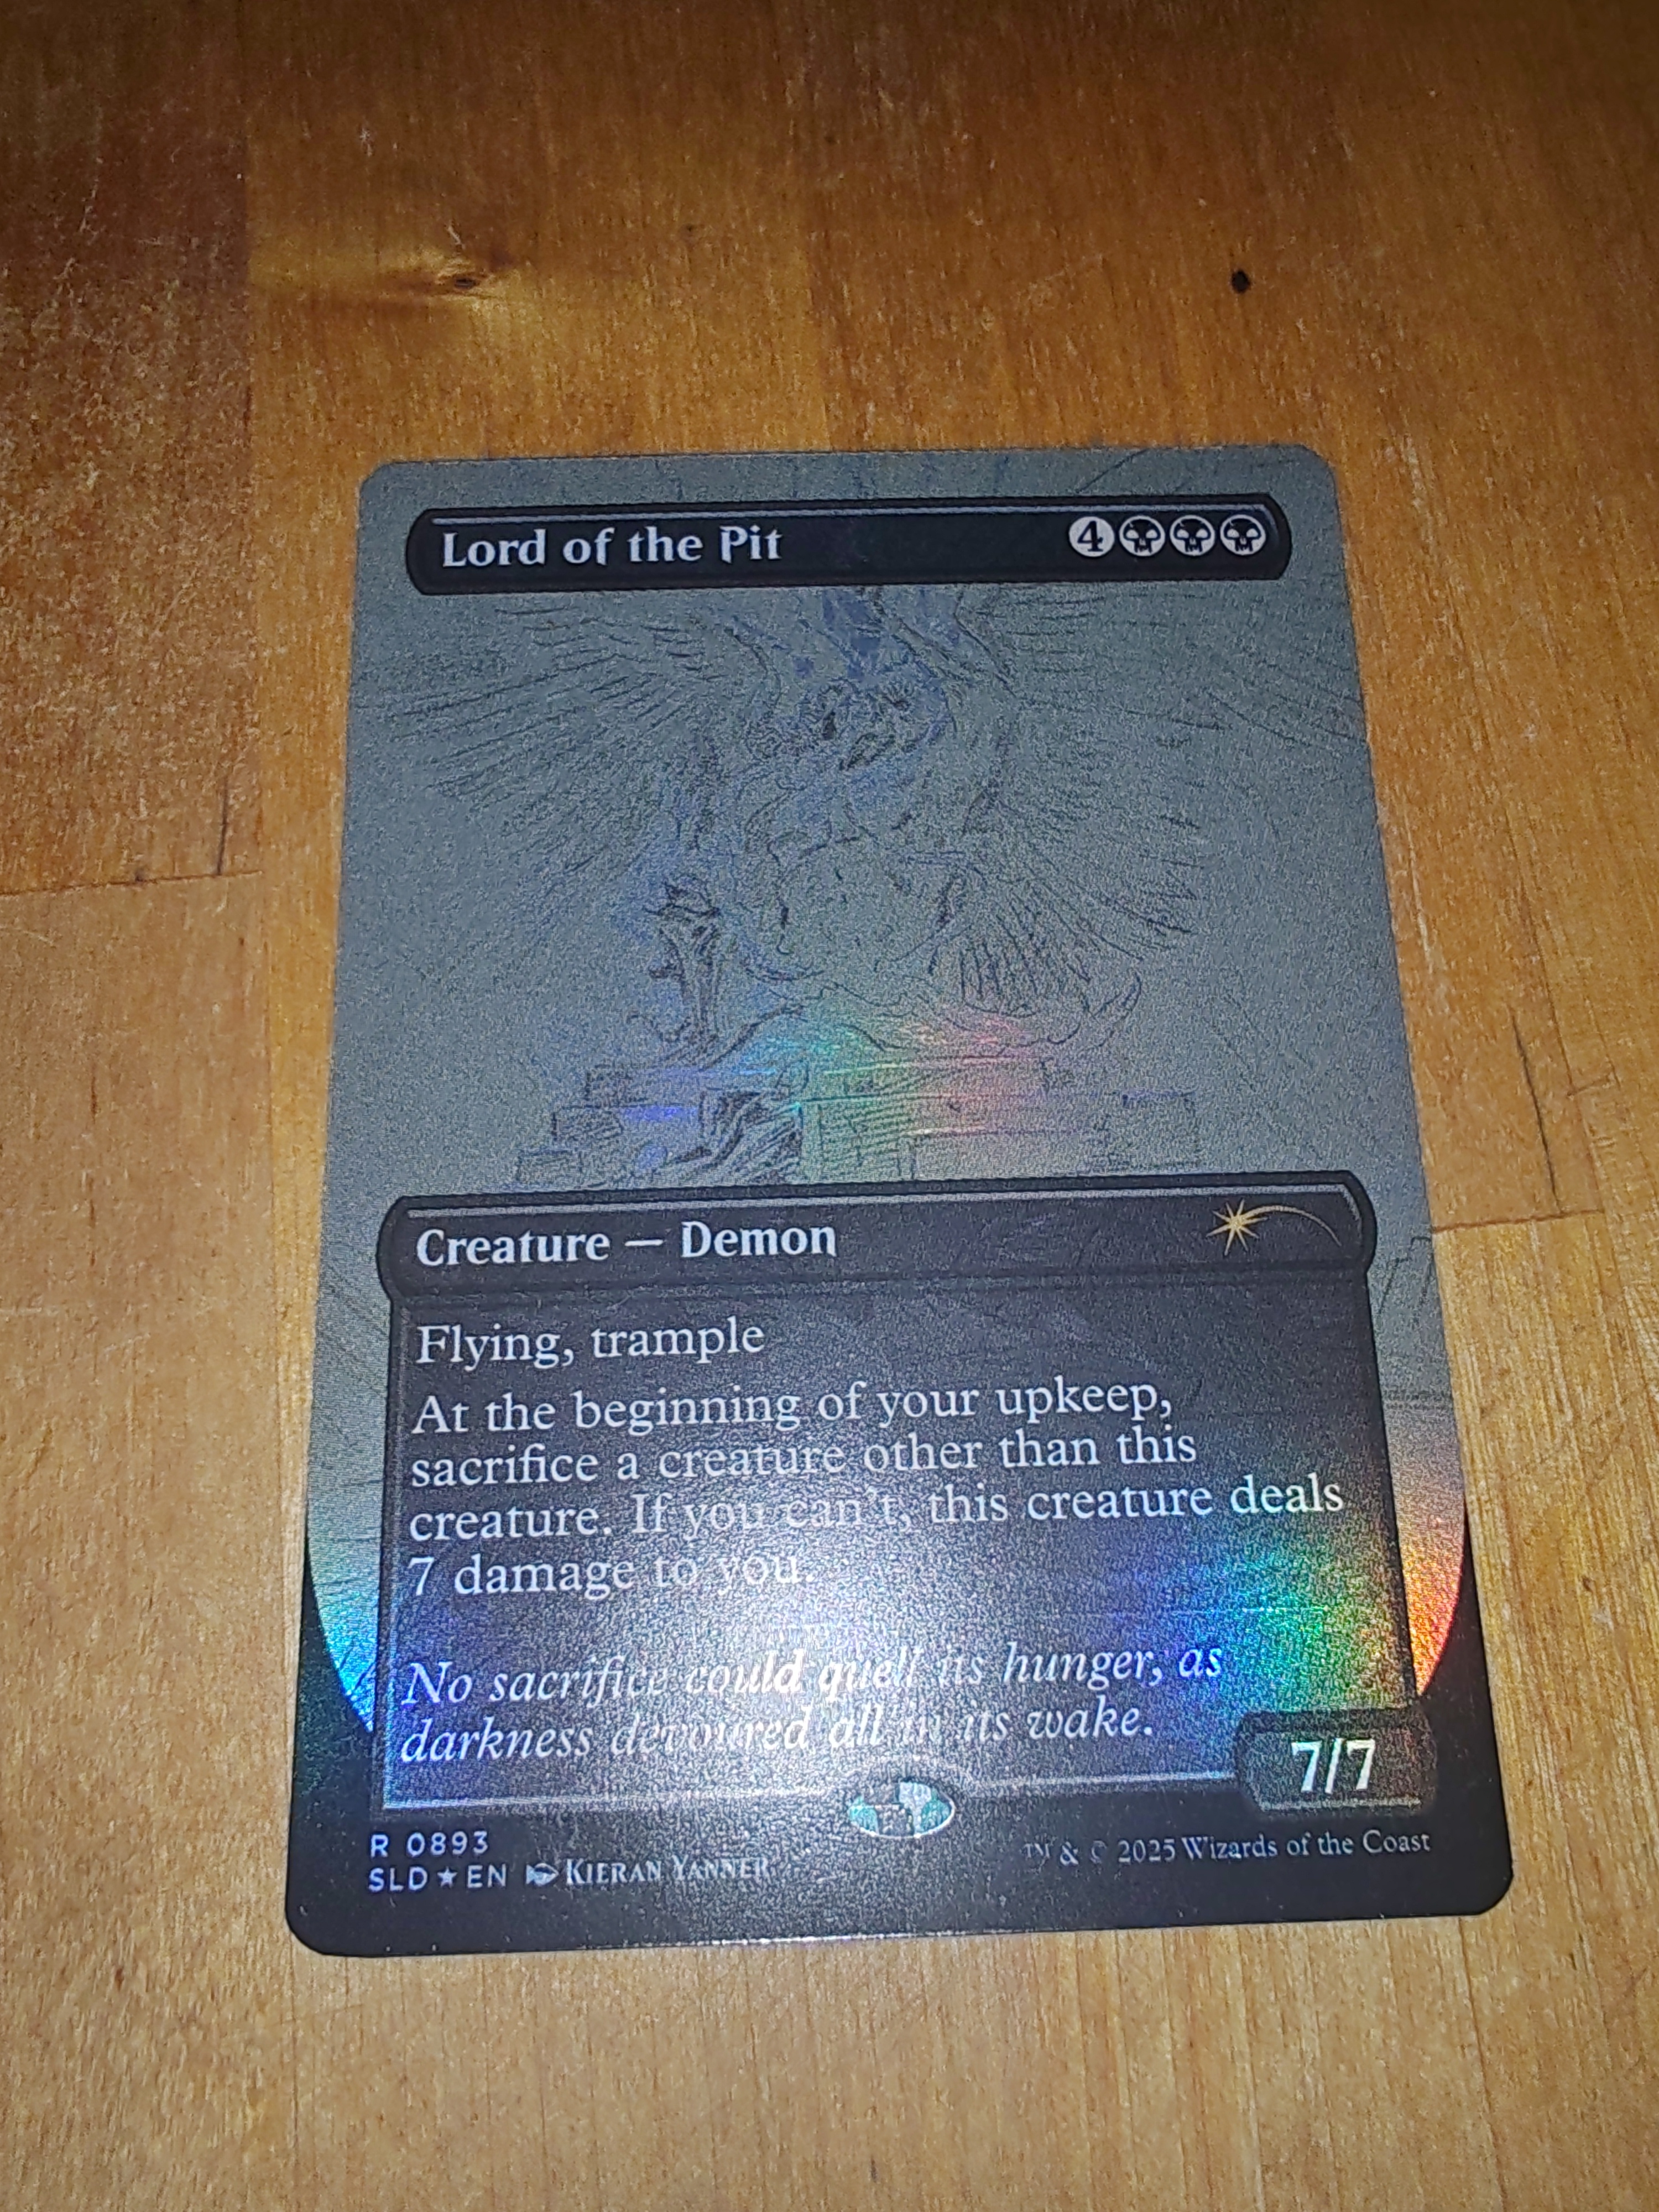 Lord of the Pit 4
Creature — Demon
Flying, trample
At the beginning of your upkeep,
sacrifice a creature other than this
creature. If you can't, this creature deals
7 damage to you.
No sacrifice could quell its hunger, as
darkness devoured all in its wake.
7/7
R 0893
SLD★EN KIERAN YANNER
™ & © 2025 Wizards of the Coast